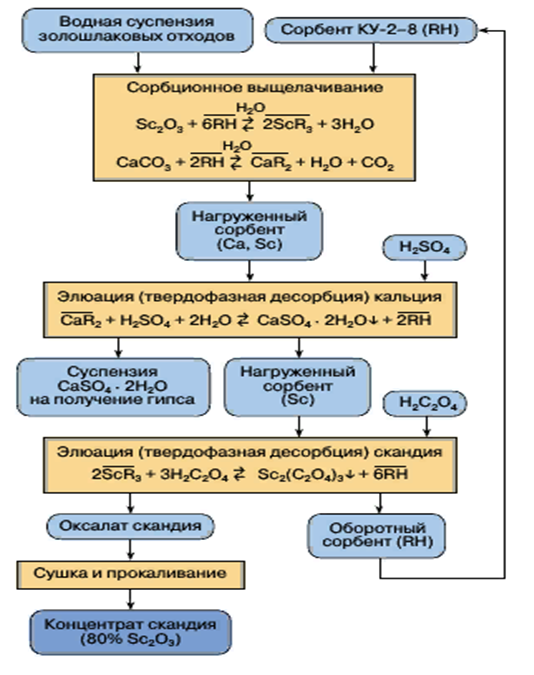 Водная суспензия
золошлаковых отходов
Сорбент КУ-2-8 (RH)
Сорбционное выщелачивание
H₂O
Sc₂O₃ + 6RH ⇄ 2ScR₃ + 3H₂O
H₂O
CaCO₃ + 2RH ⇄ CaR₂ + H₂O + CO₂
Нагруженный
сорбент
(Ca, Sc)
H₂SO₄
Элюация (твердофазная десорбция) кальция
CaR₂ + H₂SO₄ + 2H₂O ⇄ CaSO₄ · 2H₂O↓ + 2RH
Суспензия
CaSO₄ · 2H₂O
на получение гипса
Нагруженный
сорбент
(Sc)
H₂C₂O₄
Элюация (твердофазная десорбция) скандия
2ScR₃ + 3H₂C₂O₄ ⇄ Sc₂(C₂O₄)₃↓ + 6RH
Оксалат скандия
Оборотный
сорбент (RH)
Сушка и прокаливание
Концентрат скандия
(80% Sc₂O₃)